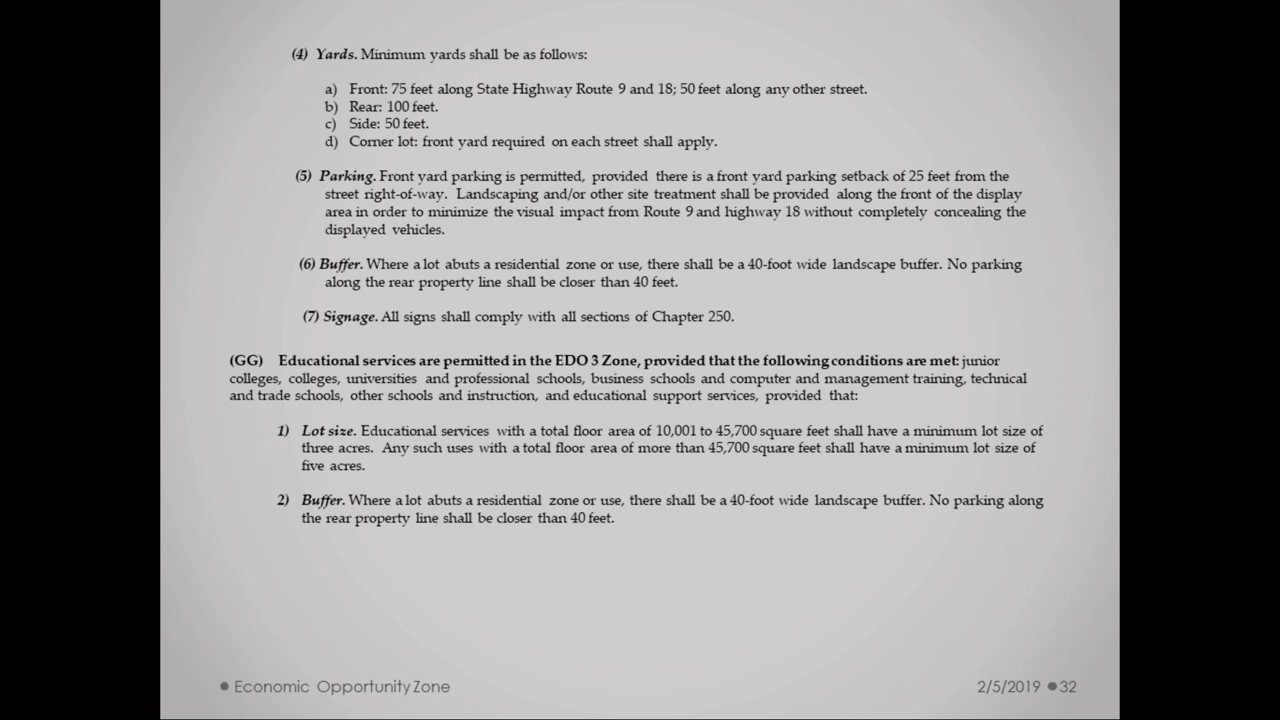 (4) Yards. Minimum yards shall be as follows:
a) Front: 75 feet along State Highway Route 9 and 18; 50 feet along any other street.
b) Rear: 100 feet.
c) Side: 50 feet.
d) Corner lot: front yard required on each street shall apply.
(5) Parking. Front yard parking is permitted, provided there is a front yard parking setback of 25 feet from the
street right-of-way. Landscaping and/or other site treatment shall be provided along the front of the display
area in order to minimize the visual impact from Route 9 and highway 18 without completely concealing the
displayed vehicles.
(6) Buffer. Where a lot abuts a residential zone or use, there shall be a 40-foot wide landscape buffer. No parking
along the rear property line shall be closer than 40 feet.
(7) Signage. All signs shall comply with all sections of Chapter 250.
(GG) Educational services are permitted in the EDO 3 Zone, provided that the following conditions are met: junior
colleges, colleges, universities and professional schools, business schools and computer and management training, technical
and trade schools, other schools and instruction, and educational support services, provided that:
1) Lot size. Educational services with a total floor area of 10,001 to 45,700 square feet shall have a minimum lot size of
three acres. Any such uses with a total floor area of more than 45,700 square feet shall have a minimum lot size of
five acres.
2) Buffer. Where a lot abuts a residential zone or use, there shall be a 40-foot wide landscape buffer. No parking along
the rear property line shall be closer than 40 feet.
● Economic Opportunity Zone
2/5/2019 ● 32